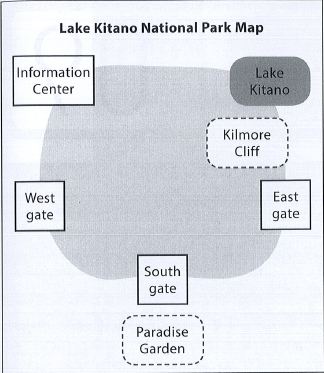 Lake Kitano National Park Map
Information
Center
Lake
Kitano
Kilmore
Cliff
West
gate
East
gate
South
gate
Paradise
Garden